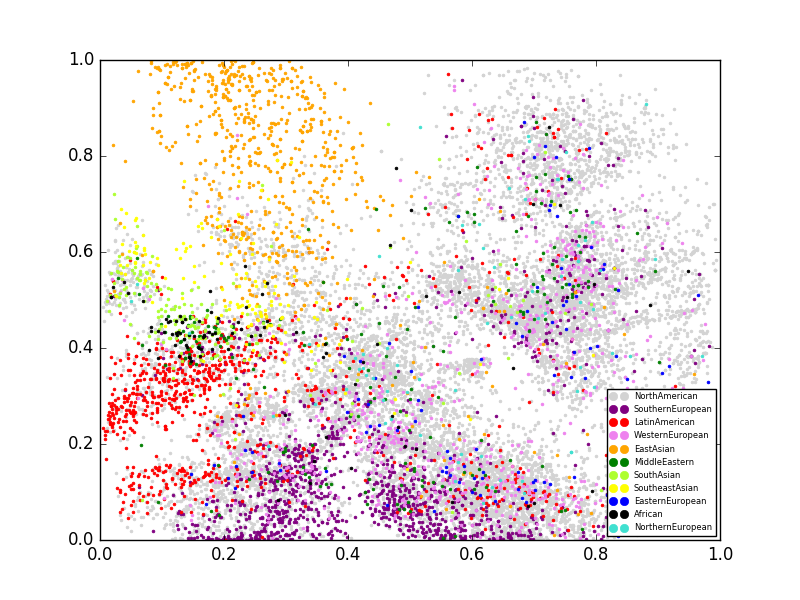 1.0
0.8
0.6
0.4
0.2
0.0
0.0 0.2 0.4 0.6 0.8 1.0
NorthAmerican
SouthernEuropean
LatinAmerican
WesternEuropean
EastAsian
MiddleEastern
SouthAsian
SoutheastAsian
EasternEuropean
African
NorthernEuropean